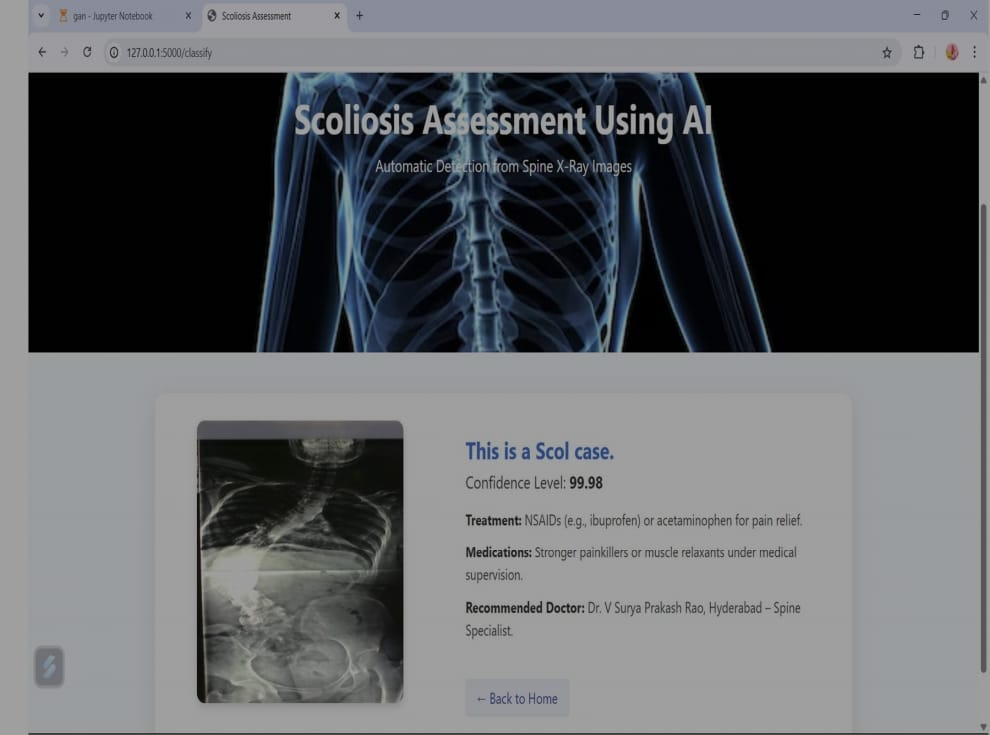 gan - Jupyter Notebook
Scoliosis Assessment
127.0.0.1:5000/classify
Scoliosis Assessment Using AI
Automatic Detection from Spine X-Ray Images
This is a Scol case.
Confidence Level: 99.98
Treatment: NSAIDs (e.g., ibuprofen) or acetaminophen for pain relief.
Medications: Stronger painkillers or muscle relaxants under medical
supervision.
Recommended Doctor: Dr. V Surya Prakash Rao, Hyderabad – Spine
Specialist.
← Back to Home